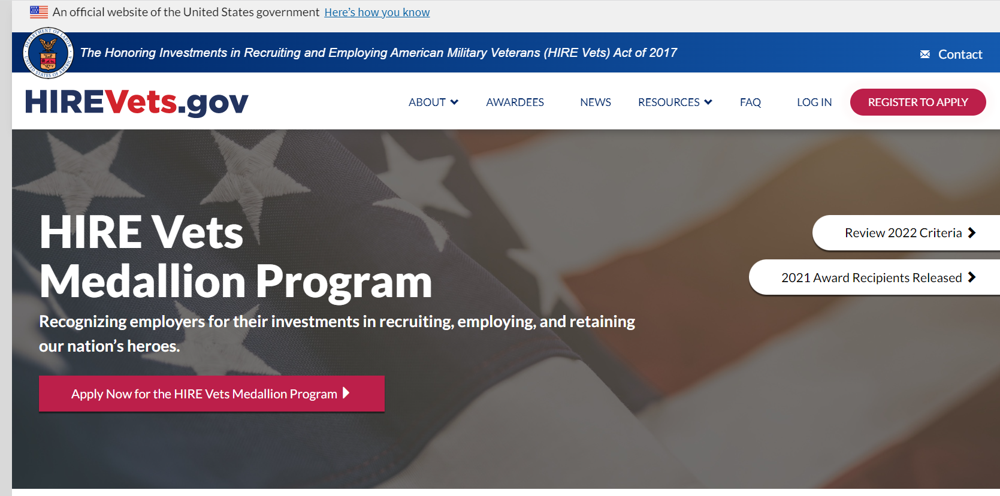 An official website of the United States government Here's how you know
DEPARTMENT OF LABOR
UNITED STATES OF AMERICA
The Honoring Investments in Recruiting and Employing American Military Veterans (HIRE Vets) Act of 2017
Contact
HIREVets.gov
ABOUT
AWARDEES
NEWS
RESOURCES
FAQ
LOG IN
REGISTER TO APPLY
HIRE Vets
Medallion Program
Recognizing employers for their investments in recruiting, employing, and retaining
our nation’s heroes.
Apply Now for the HIRE Vets Medallion Program
Review 2022 Criteria
2021 Award Recipients Released